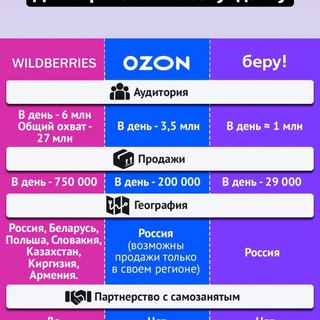 WILDBERRIES OZON беру!
Аудитория
В день - 6 млн
Общий охват -
27 млн
В день - 3,5 млн
В день ≈ 1 млн
Продажи
В день - 750 000 В день - 200 000 В день - 29 000
География
Россия, Беларусь,
Польша, Словакия,
Казахстан,
Киргизия,
Армения.
Россия
(возможны
продажи только
в своем регионе)
Россия
Партнерство с самозанятым